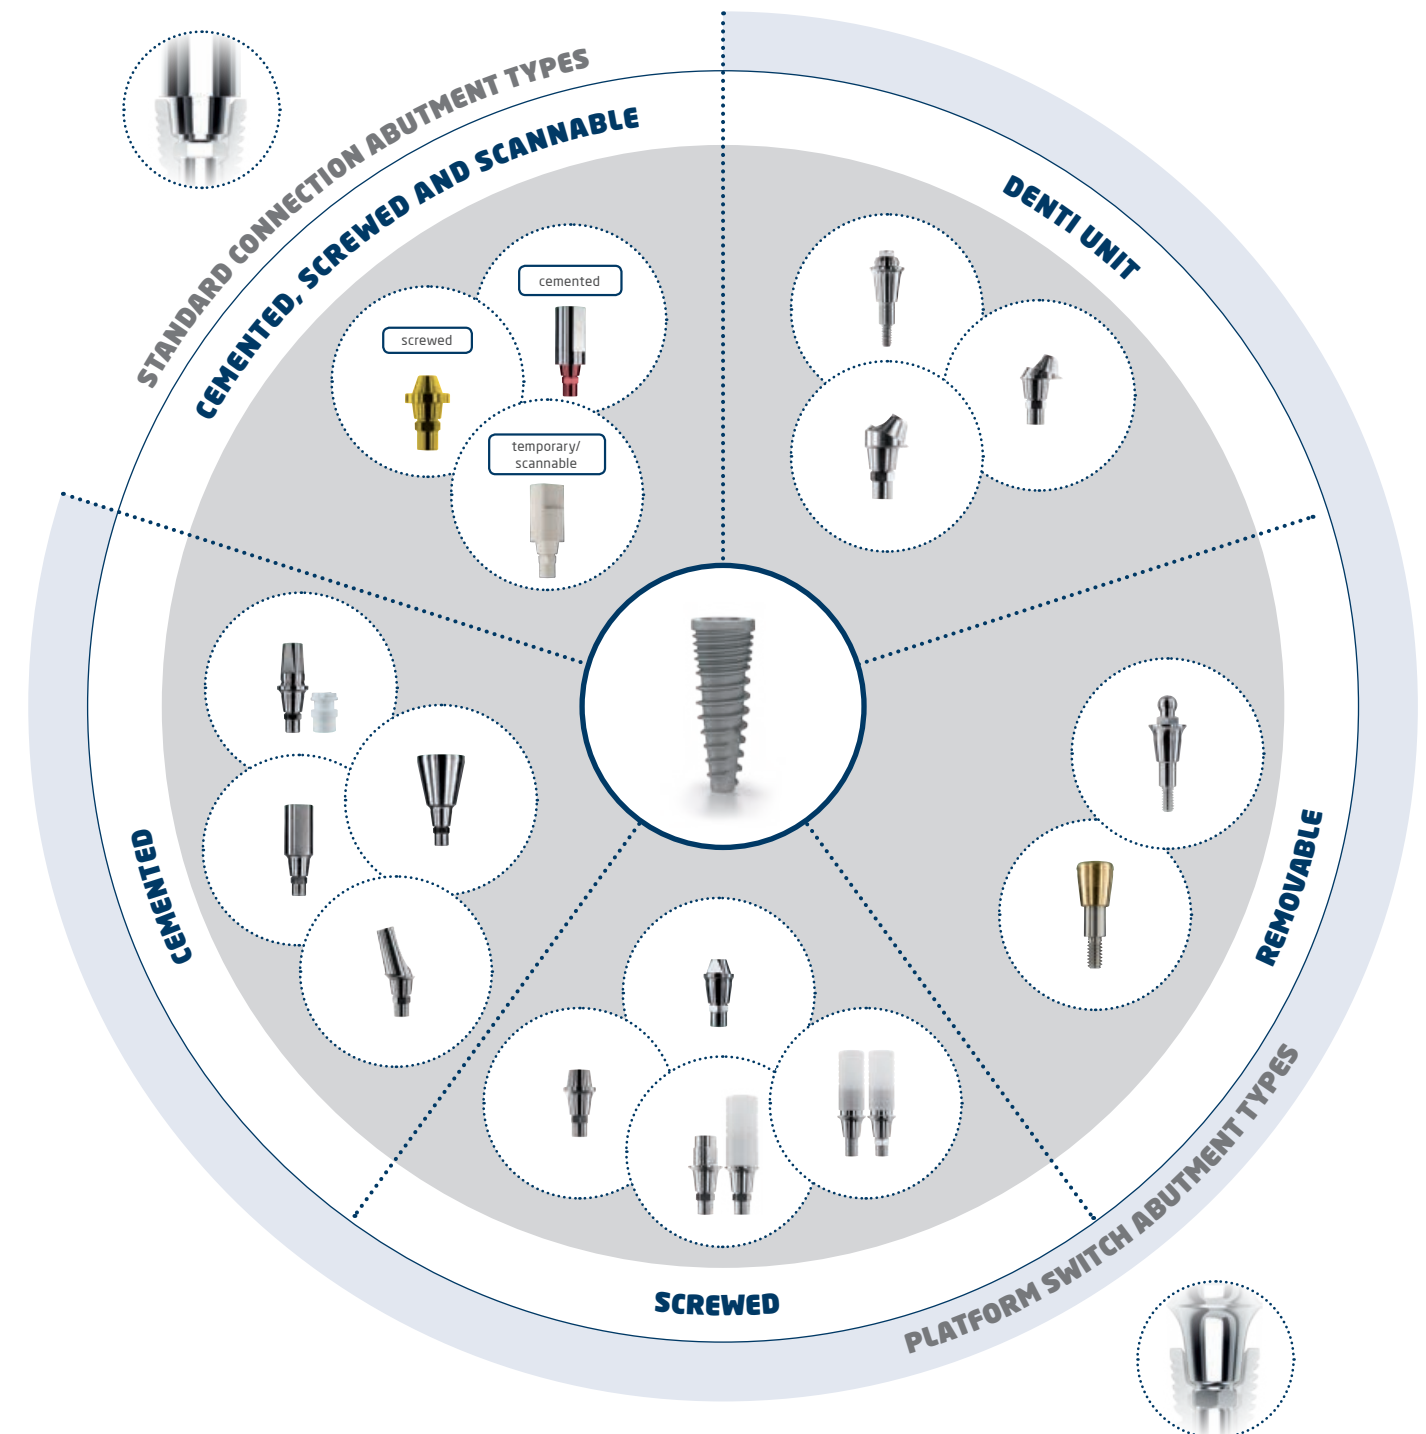 STANDARD CONNECTION ABUTMENT TYPES
CEMENTED, SCREWED AND SCANNABLE
DENTI UNIT
cemented
screwed
temporary/
scannable
CEMENTED
REMOVABLE
SCREWED
PLATFORM SWITCH ABUTMENT TYPES